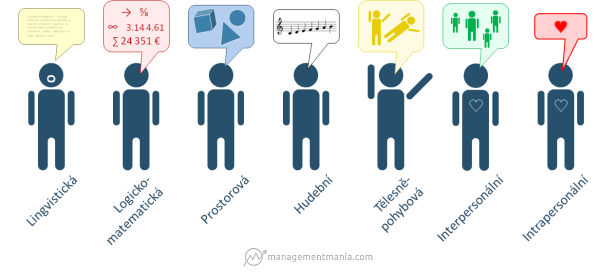 → %
∞ 3.14 4.61
∑ 24 351 €
Lingvistická
Logicko-
matematická
Prostorová
Hudební
Tělesně-
pohybová
Interpersonální
Intrapersonální
managementmania.com